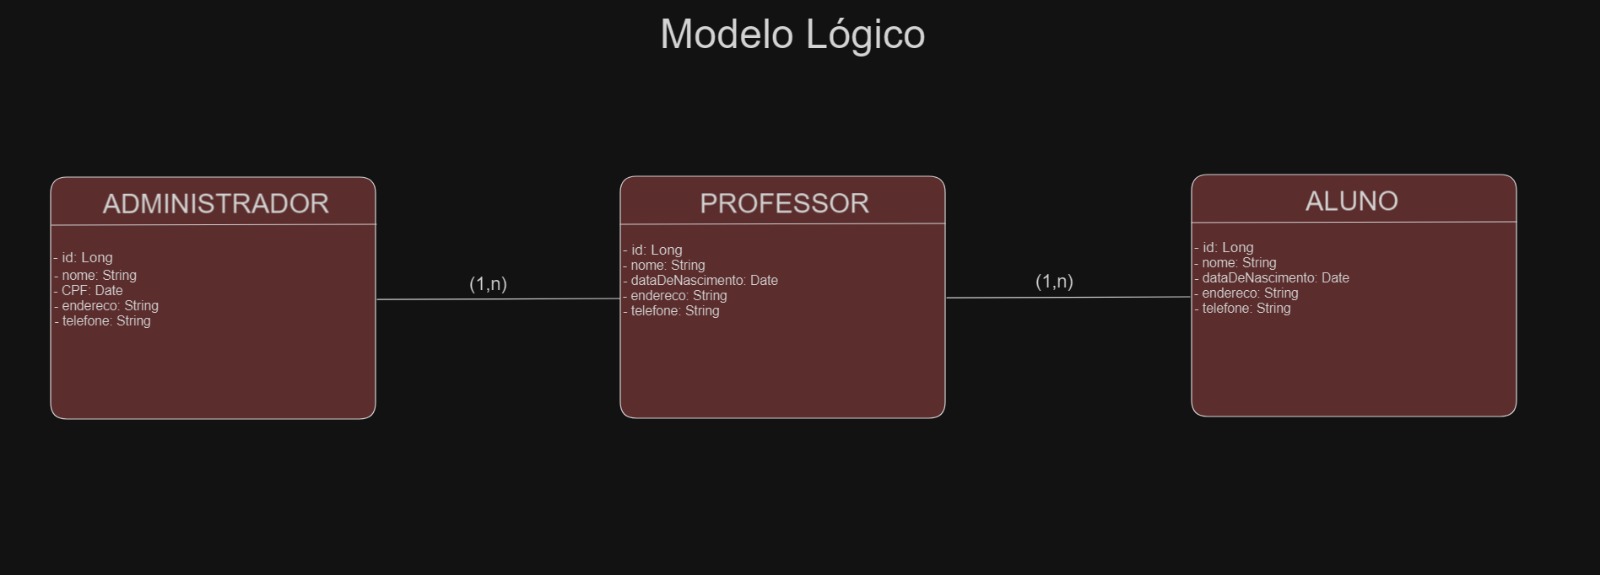 Modelo Lógico
ADMINISTRADOR
- id: Long
- nome: String
- CPF: Date
- endereco: String
- telefone: String
(1,n)
PROFESSOR
- id: Long
- nome: String
- dataDeNascimento: Date
- endereco: String
- telefone: String
(1,n)
ALUNO
- id: Long
- nome: String
- dataDeNascimento: Date
- endereco: String
- telefone: String